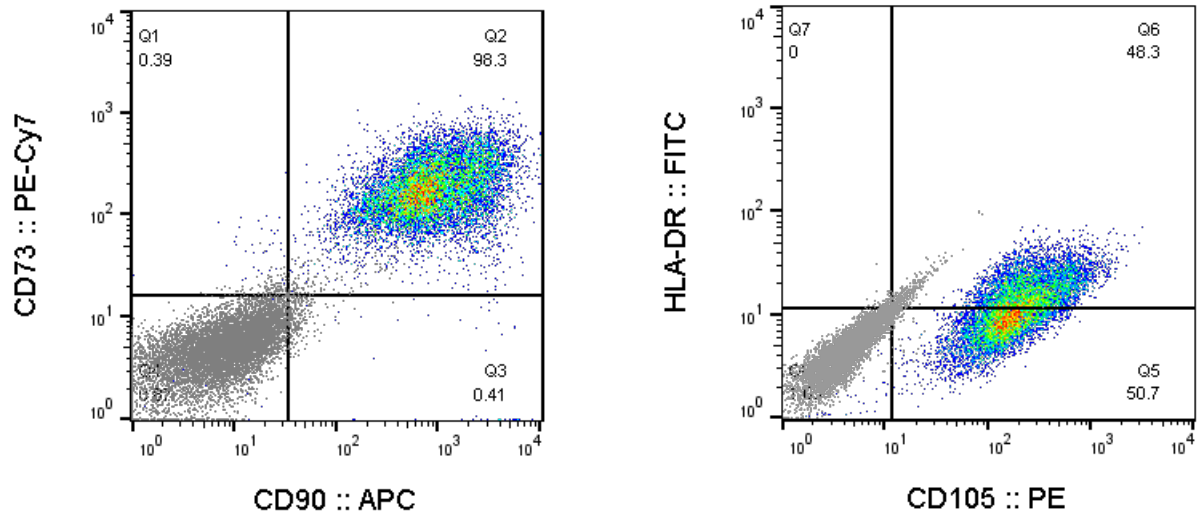 10⁴
Q1
0.39
Q2
98.3
10³
CD73 :: PE-Cy7
10²
10¹
Q3
0.41
10⁰
10⁰ 10¹ 10² 10³ 10⁴
CD90 :: APC
10⁴
Q7
0
Q6
48.3
10³
HLA-DR :: FITC
10²
10¹
Q5
50.7
10⁰
10⁰ 10¹ 10² 10³ 10⁴
CD105 :: PE